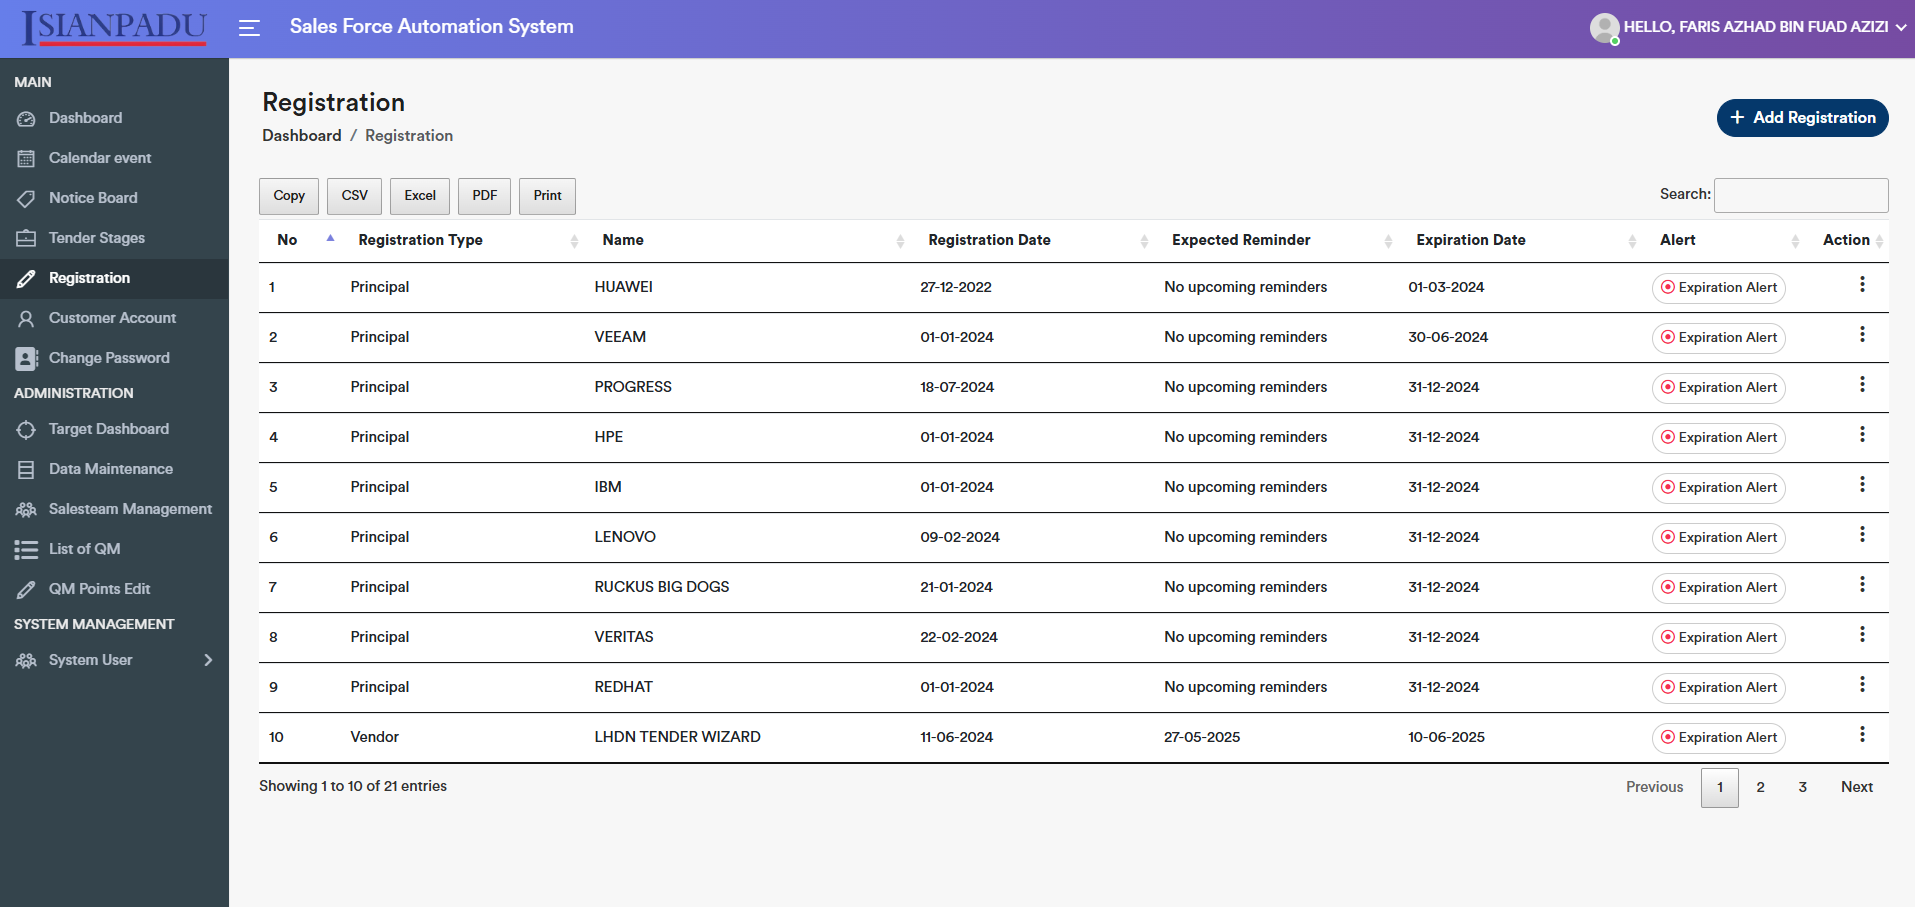 ISIANPADU
Sales Force Automation System
HELLO, FARIS AZHAD BIN FUAD AZIZI
MAIN
Dashboard
Calendar event
Notice Board
Tender Stages
Registration
Customer Account
Change Password
ADMINISTRATION
Target Dashboard
Data Maintenance
Salesteam Management
List of QM
QM Points Edit
SYSTEM MANAGEMENT
System User
Registration
Dashboard / Registration
+ Add Registration
Copy CSV Excel PDF Print
Search:
No Registration Type Name Registration Date Expected Reminder Expiration Date Alert Action
1 Principal HUAWEI 27-12-2022 No upcoming reminders 01-03-2024 Expiration Alert
2 Principal VEEAM 01-01-2024 No upcoming reminders 30-06-2024 Expiration Alert
3 Principal PROGRESS 18-07-2024 No upcoming reminders 31-12-2024 Expiration Alert
4 Principal HPE 01-01-2024 No upcoming reminders 31-12-2024 Expiration Alert
5 Principal IBM 01-01-2024 No upcoming reminders 31-12-2024 Expiration Alert
6 Principal LENOVO 09-02-2024 No upcoming reminders 31-12-2024 Expiration Alert
7 Principal RUCKUS BIG DOGS 21-01-2024 No upcoming reminders 31-12-2024 Expiration Alert
8 Principal VERITAS 22-02-2024 No upcoming reminders 31-12-2024 Expiration Alert
9 Principal REDHAT 01-01-2024 No upcoming reminders 31-12-2024 Expiration Alert
10 Vendor LHDN TENDER WIZARD 11-06-2024 27-05-2025 10-06-2025 Expiration Alert
Showing 1 to 10 of 21 entries
Previous 1 2 3 Next